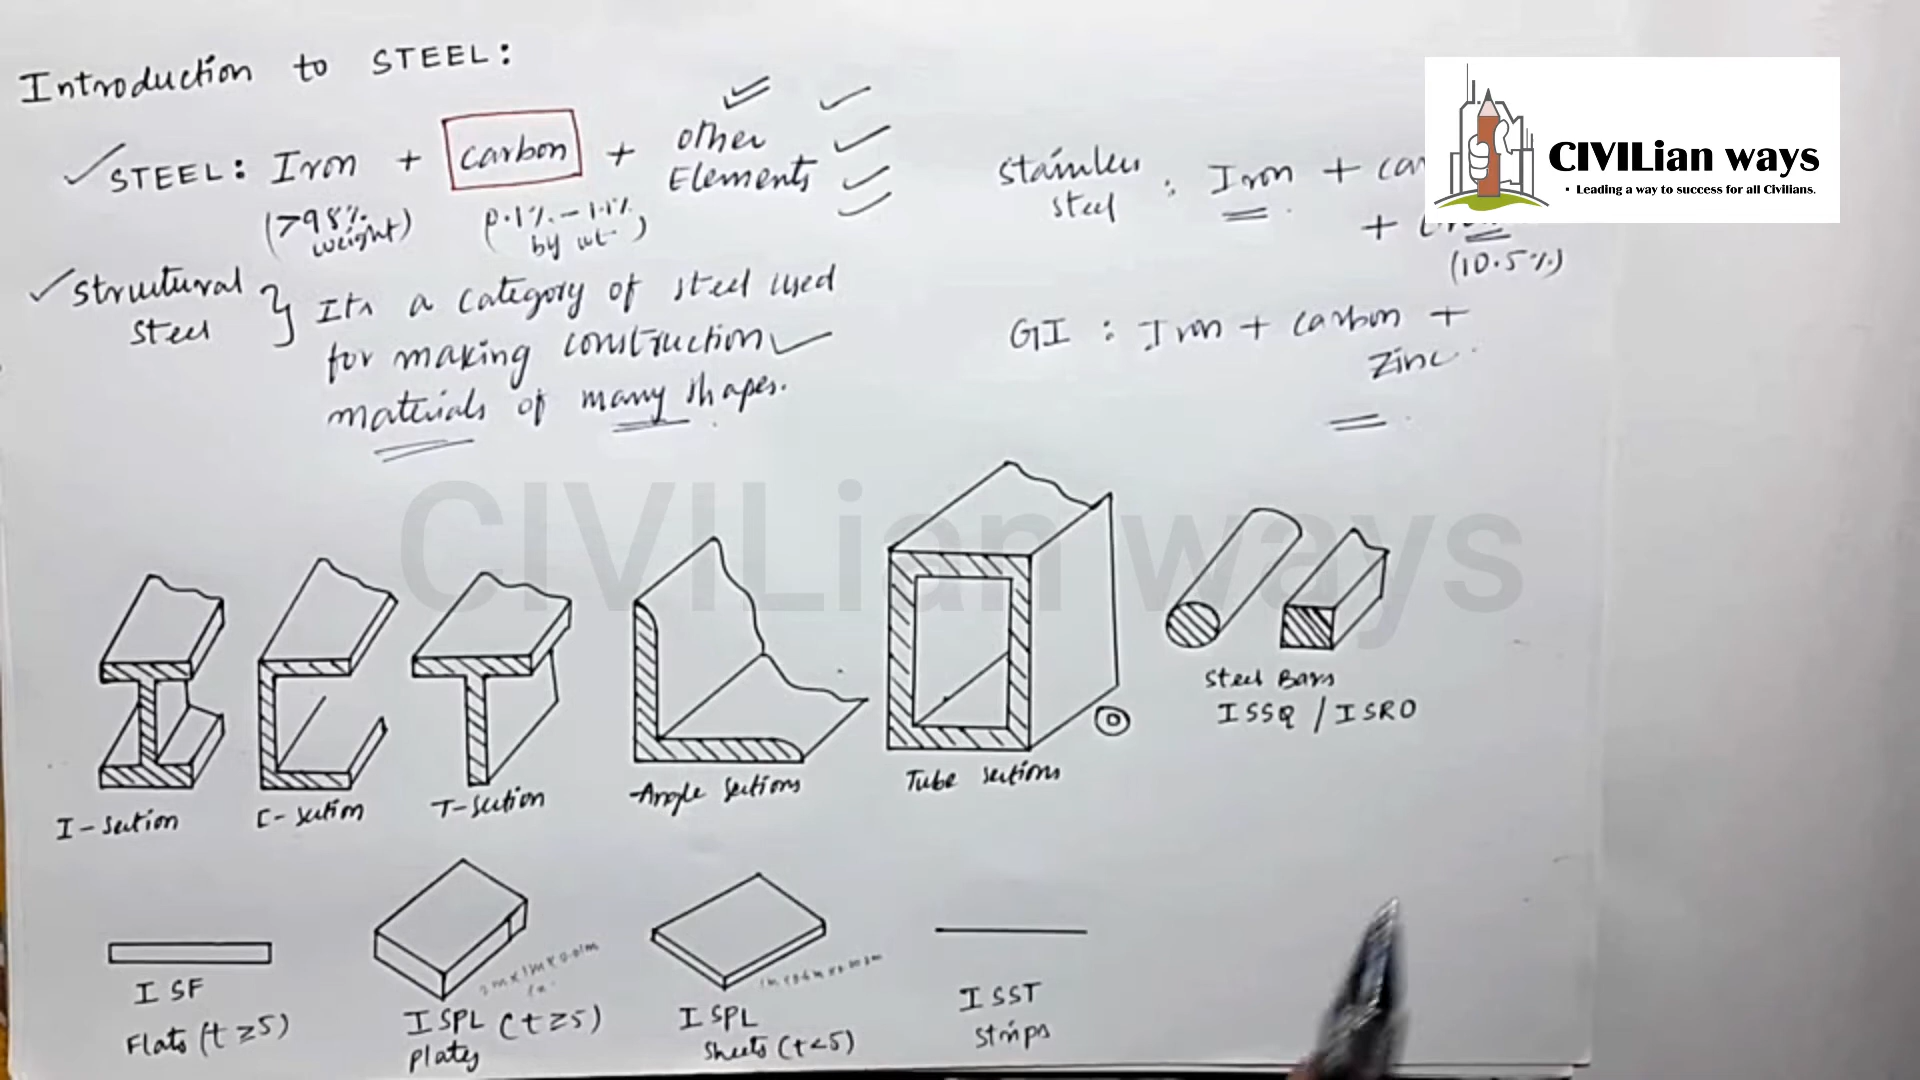 Introduction to STEEL:
STEEL: Iron + carbon + other Elements
(>98% weight)
(0.1% - 1.1% by wt)
Structural steel } Its a category of steel used
for making construction
materials of many shapes.
stainless steel : Iron +
+
(10.5%)
GI : Iron + carbon +
Zinc
CIVILian ways
• Leading a way to success for all Civilians.
CIVILian ways
I-section
C-section
T-section
Angle sections
Tube sections
Steel Bars
ISSQ / ISRO
ISF
Flats (t ≥5)
ISPL (t ≥5)
plates
ISPL
sheets (t<5)
ISST
strips